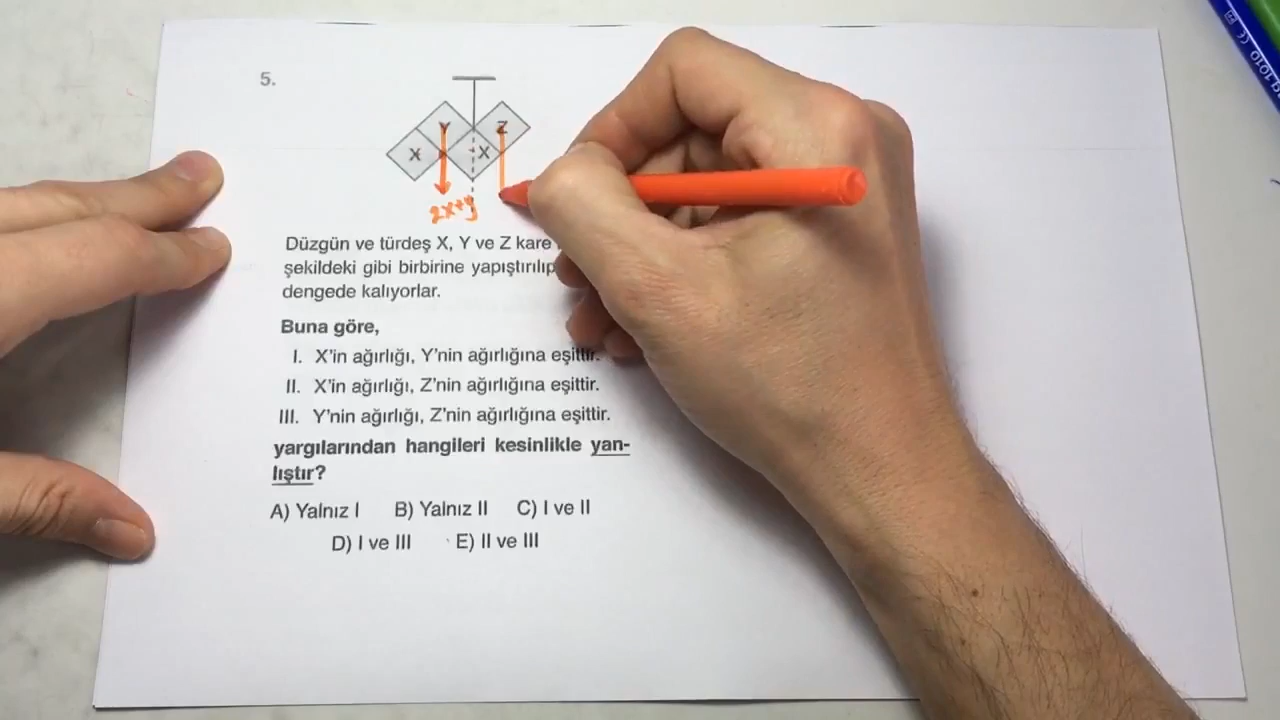 5.
Y Z
X X
2x+y
Düzgün ve türdeş X, Y ve Z kare
şekildeki gibi birbirine yapıştırılıp
dengede kalıyorlar.
Buna göre,
I. X'in ağırlığı, Y'nin ağırlığına eşittir.
II. X'in ağırlığı, Z'nin ağırlığına eşittir.
III. Y'nin ağırlığı, Z'nin ağırlığına eşittir.
yargılarından hangileri kesinlikle yan-
lıştır?
A) Yalnız I B) Yalnız II C) I ve II
D) I ve III E) II ve III
1010